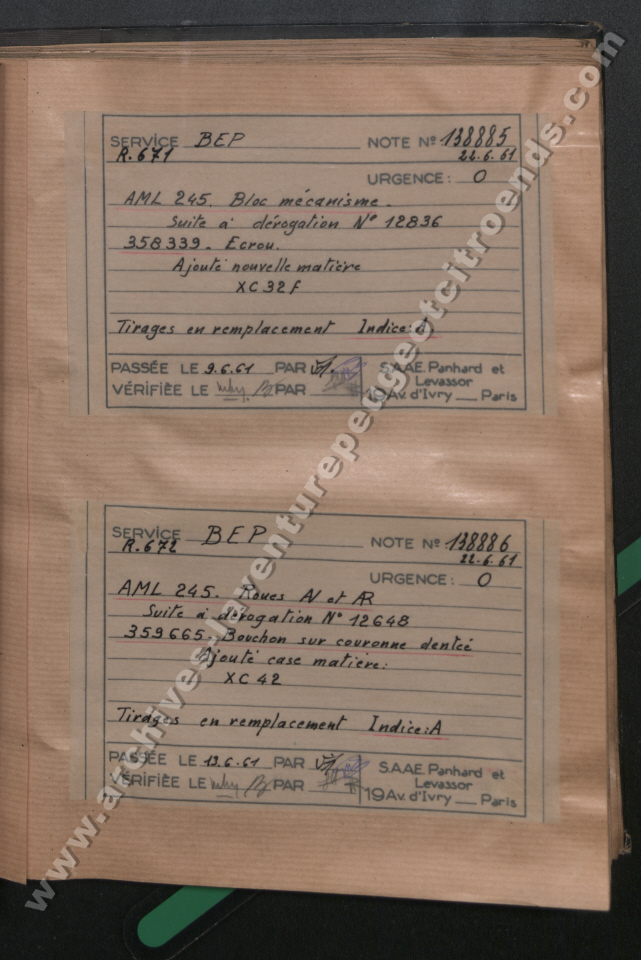 SERVICE BEP NOTE Nº 138885
R.671 22.6.61
URGENCE: 0
AML 245. Bloc mécanisme.
Suite à dérogation Nº 12836
358339. Ecrou.
Ajouté nouvelle matière
XC32F
Tirages en remplacement Indice: A
PASSÉE LE 9.6.61 PAR S.A.A.E. Panhard et
Levassor
VÉRIFIÉE LE PAR 19 Av. d'Ivry __ Paris
SERVICE BEP NOTE Nº 138886
R.672 22.6.61
URGENCE: 0
AML 245. Roues AV et AR
Suite à dérogation Nº 12648
359665. Bouchon sur couronne dentée
Ajouté case matière:
XC42
Tirages en remplacement Indice: A
PASSÉE LE 13.6.61 PAR S.A.A.E. Panhard et
Levassor
VÉRIFIÉE LE PAR 19 Av. d'Ivry __ Paris
www.archives.laventurepeugeotcitroends.com